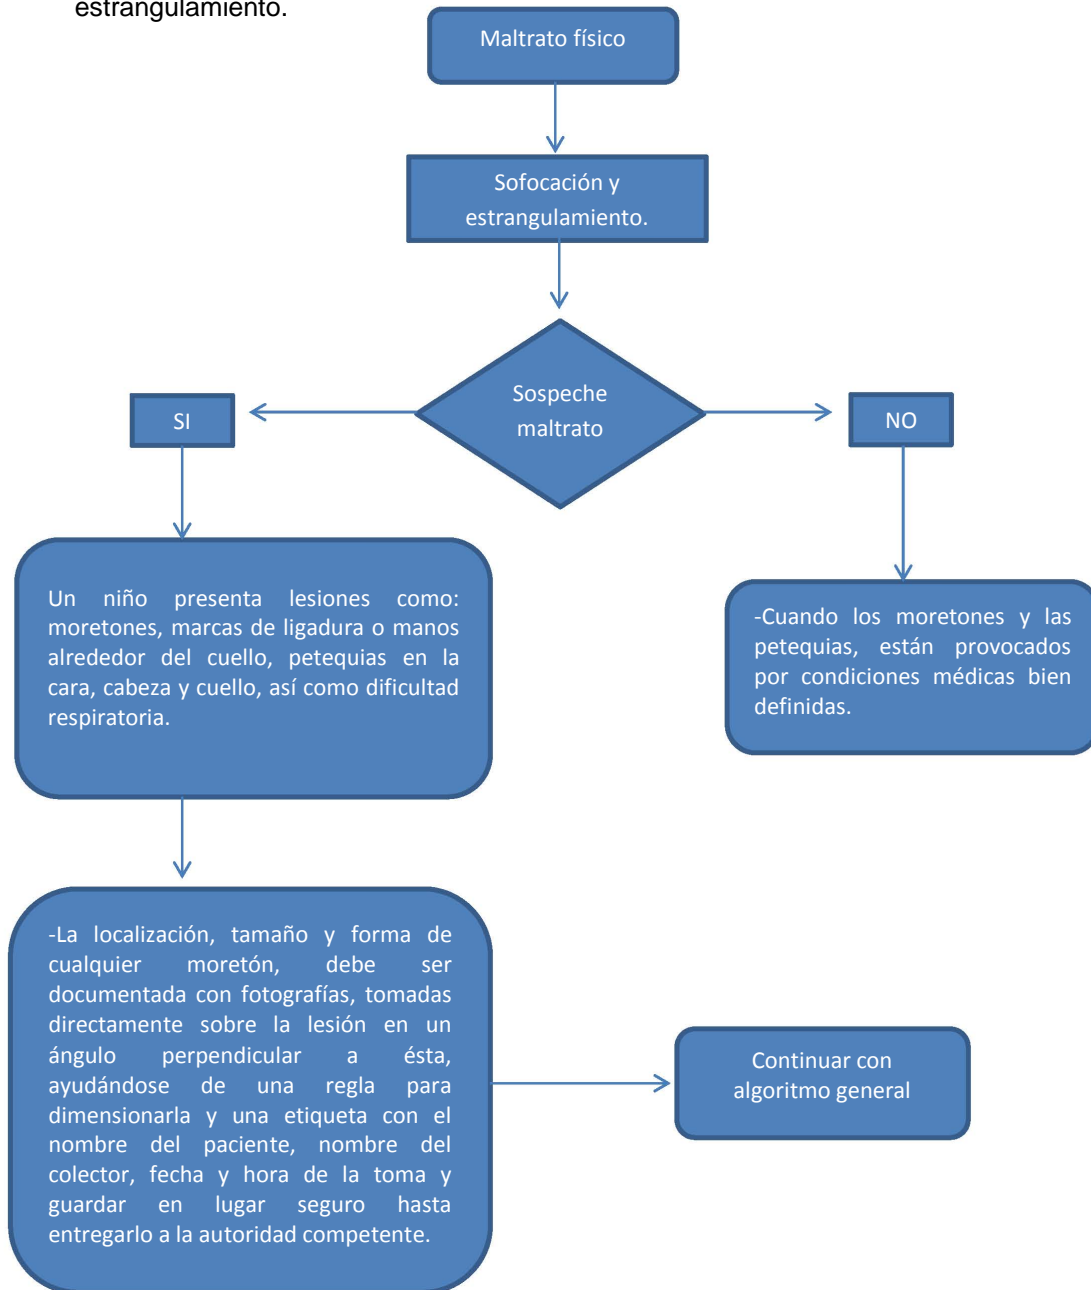 estrangulamiento.
Maltrato físico
Sofocación y
estrangulamiento.
Sospeche
maltrato
SI
NO
Un niño presenta lesiones como:
moretones, marcas de ligadura o manos
alrededor del cuello, petequias en la
cara, cabeza y cuello, así como dificultad
respiratoria.
-Cuando los moretones y las
petequias, están provocados
por condiciones médicas bien
definidas.
-La localización, tamaño y forma de
cualquier moretón, debe ser
documentada con fotografías, tomadas
directamente sobre la lesión en un
ángulo perpendicular a ésta,
ayudándose de una regla para
dimensionarla y una etiqueta con el
nombre del paciente, nombre del
colector, fecha y hora de la toma y
guardar en lugar seguro hasta
entregarlo a la autoridad competente.
Continuar con
algoritmo general